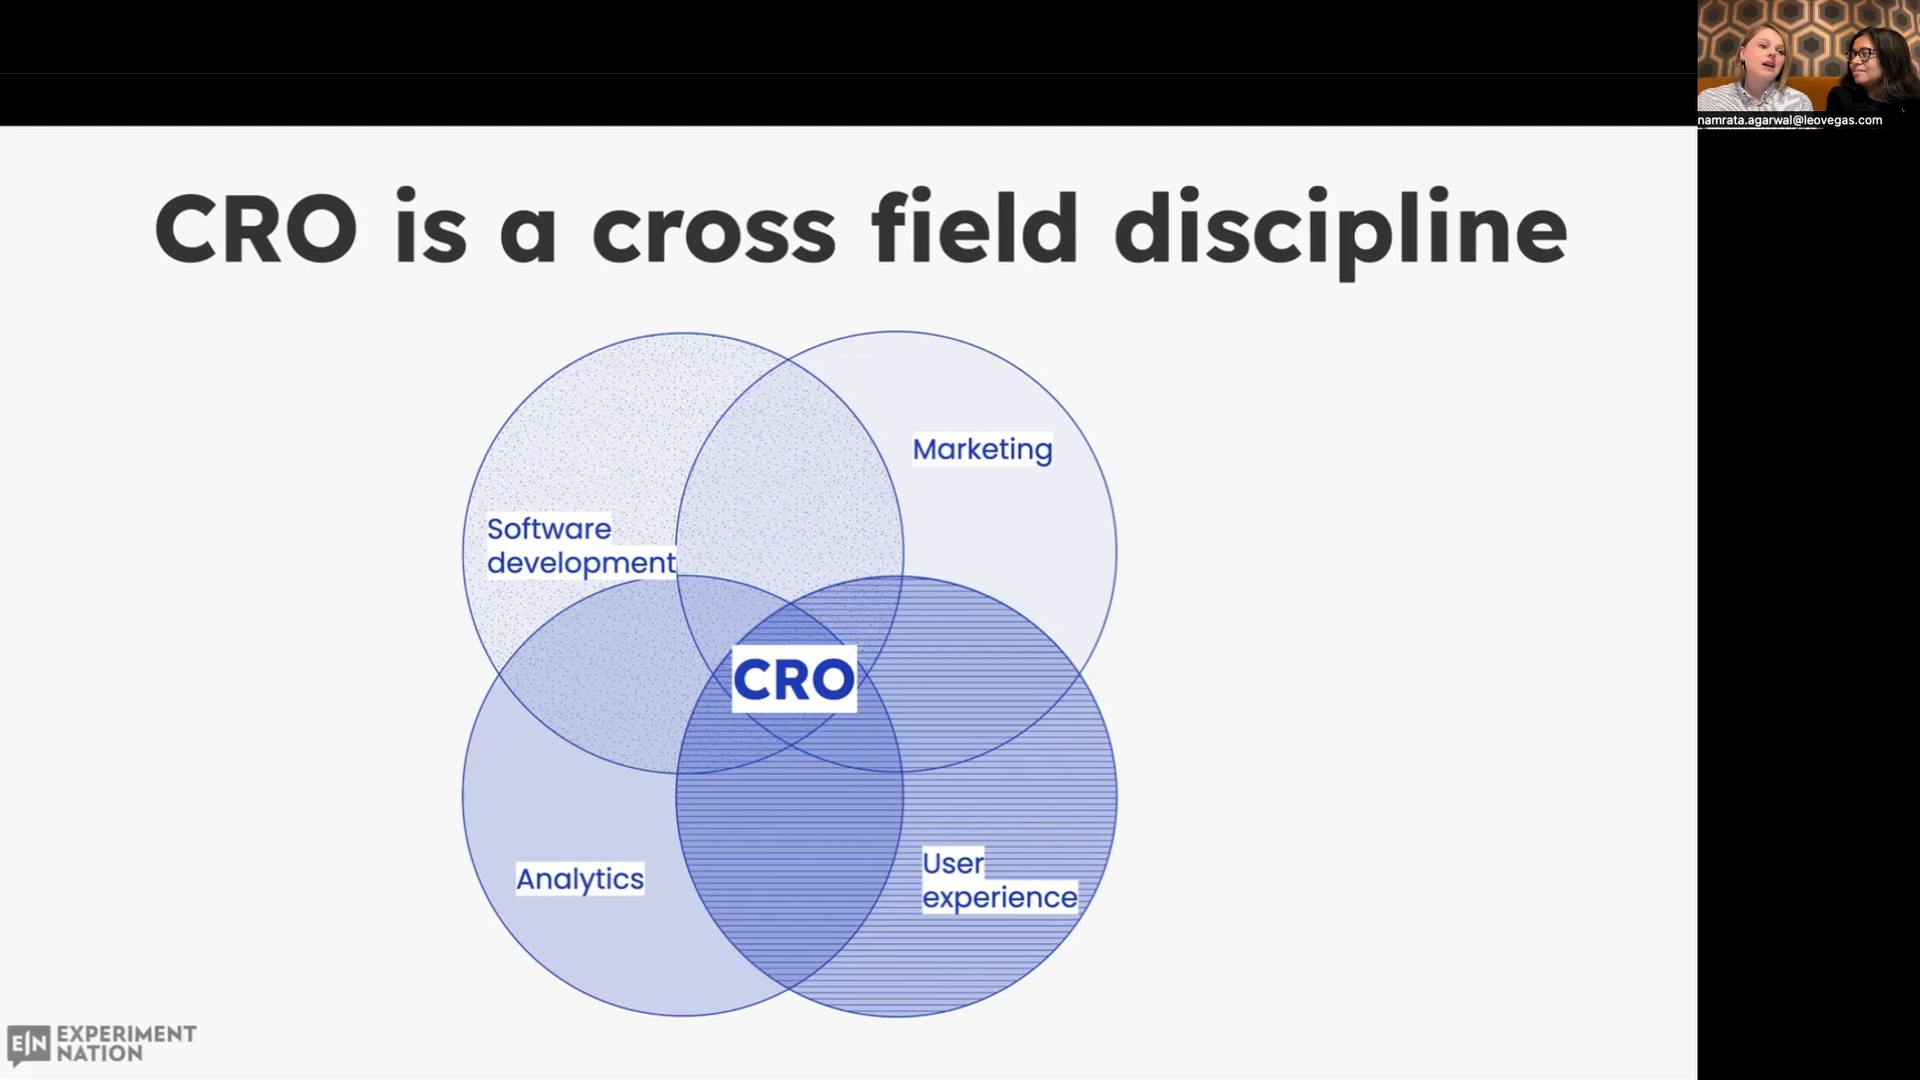 namrata.agarwal@leovegas.com
CRO is a cross field discipline
Marketing
Software
development
CRO
Analytics
User
experience
E|N EXPERIMENT
NATION